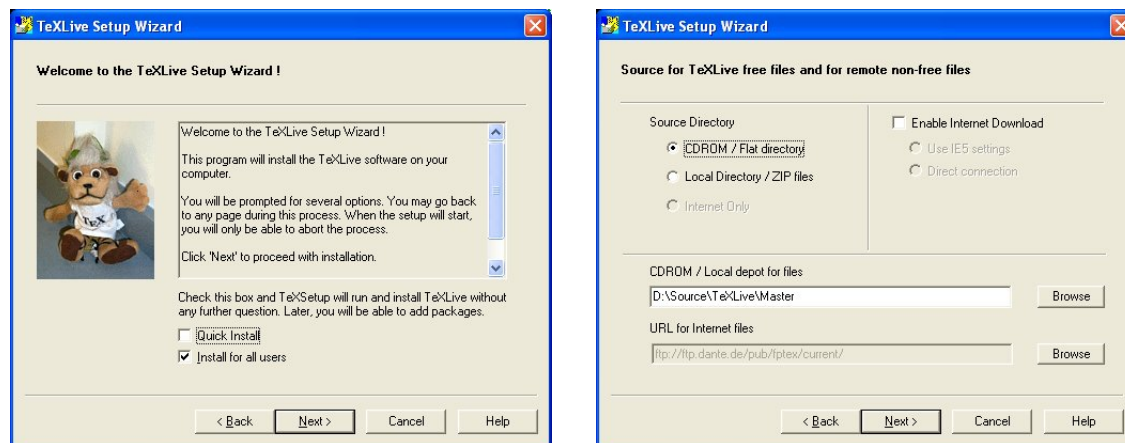 TeXLive Setup Wizard
Welcome to the TeXLive Setup Wizard !
Welcome to the TeXLive Setup Wizard !
This program will install the TeXLive software on your
computer.
You will be prompted for several options. You may go back
to any page during this process. When the setup will start,
you will only be able to abort the process.
Click 'Next' to proceed with installation.
TeX
Check this box and TeXSetup will run and install TeXLive without
any further question. Later, you will be able to add packages.
Quick Install
Install for all users
< Back Next > Cancel Help
TeXLive Setup Wizard
Source for TeXLive free files and for remote non-free files
Source Directory
CDROM / Flat directory
Local Directory / ZIP files
Internet Only
Enable Internet Download
Use IE5 settings
Direct connection
CDROM / Local depot for files
D:\Source\TeXLive\Master Browse
URL for Internet files
ftp://ftp.dante.de/pub/fptex/current/ Browse
< Back Next > Cancel Help